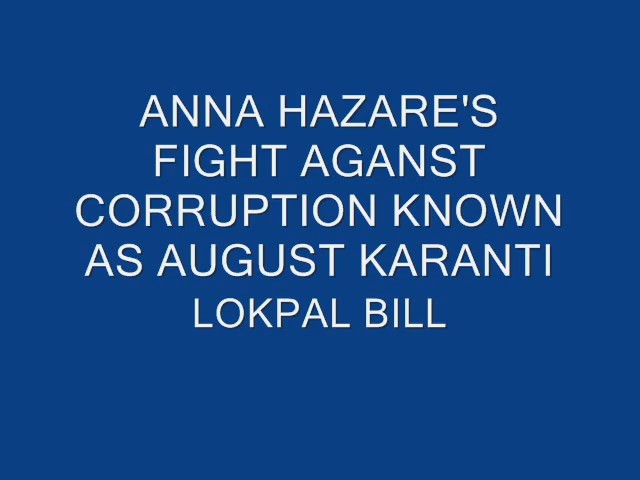 ANNA HAZARE'S
FIGHT AGANST
CORRUPTION KNOWN
AS AUGUST KARANTI
LOKPAL BILL